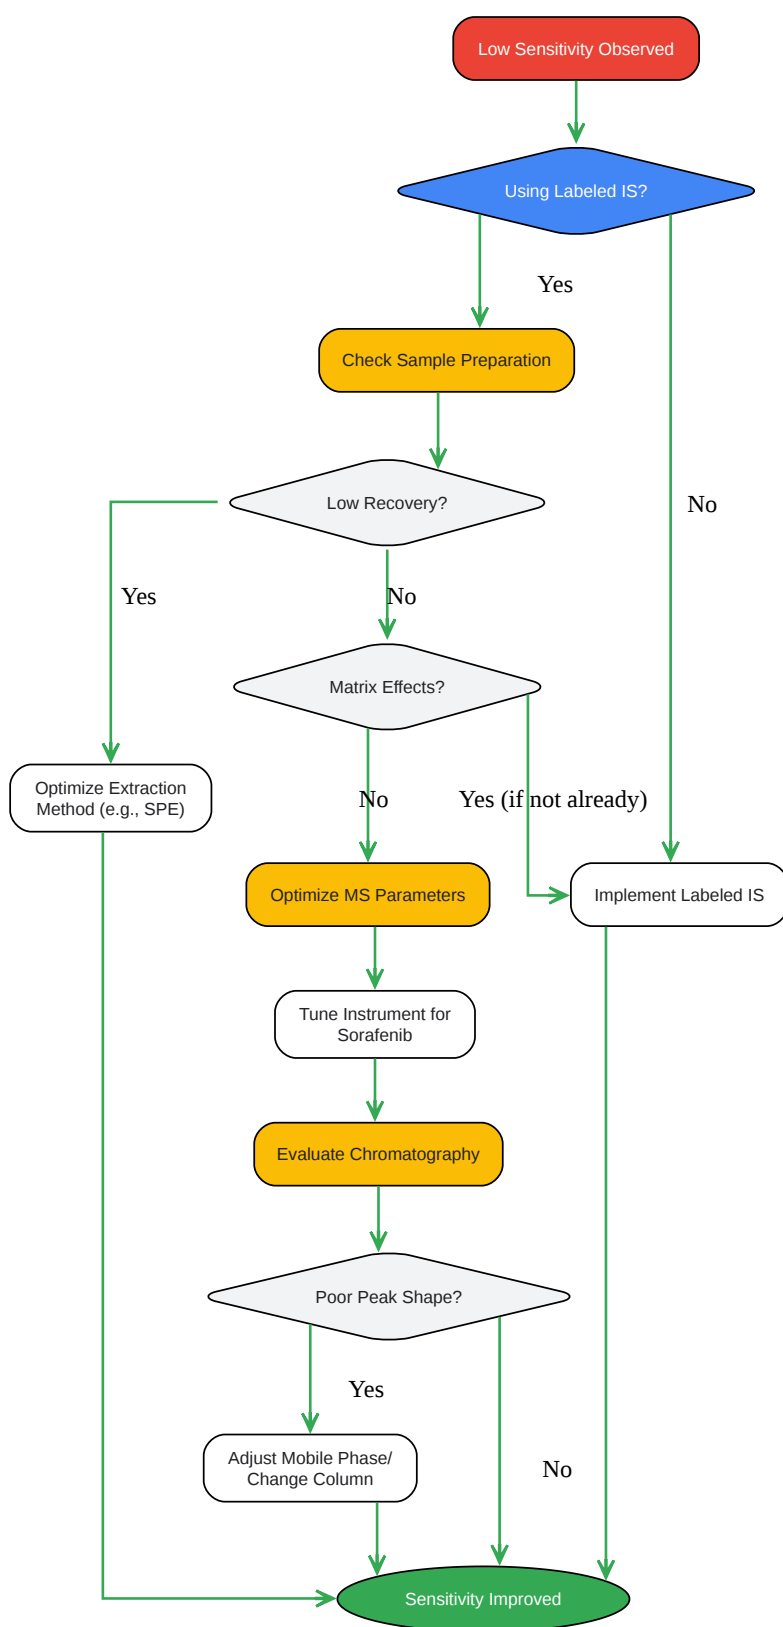 Low Sensitivity Observed
Using Labeled IS?
Yes
Check Sample Preparation
Low Recovery?
No
Yes
No
Matrix Effects?
Optimize Extraction
Method (e.g., SPE)
No
Yes (if not already)
Optimize MS Parameters
Implement Labeled IS
Tune Instrument for
Sorafenib
Evaluate Chromatography
Poor Peak Shape?
Yes
Adjust Mobile Phase/
Change Column
No
Sensitivity Improved